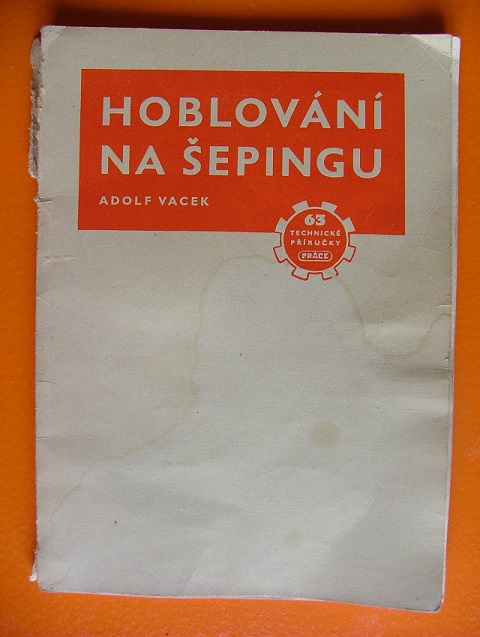 HOBLOVÁNÍ
NA ŠEPINGU
ADOLF VACEK
63
TECHNICKÉ
PŘÍRUČKY
PRÁCE